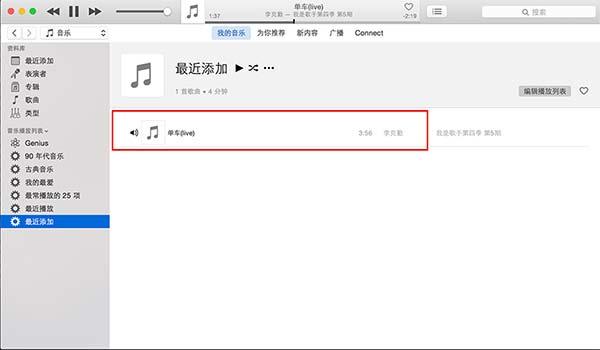 单车(live)
1:37 李克勤 — 我是歌手第四季 第5期 -2:19
音乐 我的音乐 为你推荐 新内容 广播 Connect 搜索
资料库
最近添加
表演者
专辑
歌曲
类型
音乐播放列表
Genius
90 年代音乐
古典音乐
我的最爱
最常播放的 25 项
最近播放
最近添加
最近添加
1 首歌曲 • 4 分钟
编辑播放列表
单车(live) 3:56 李克勤 我是歌手第四季 第5期